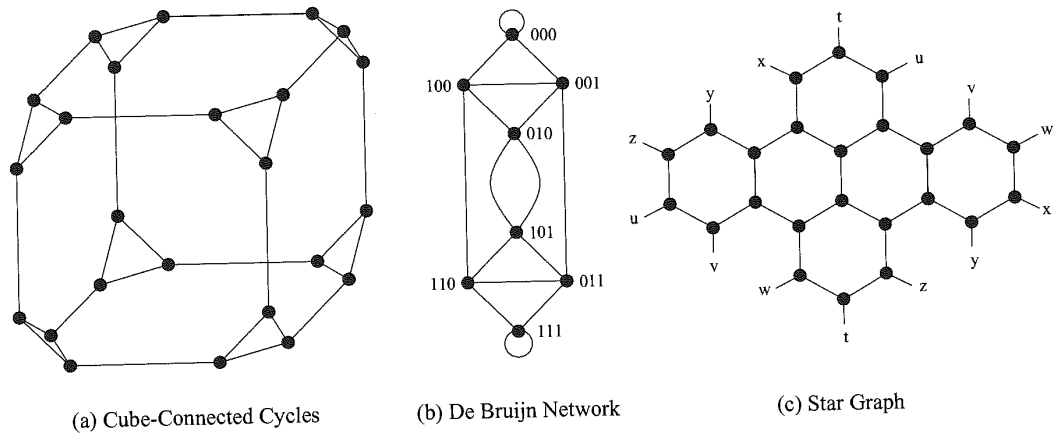 000
100
001
010
101
110
011
111
t
x
u
y
v
z
w
u
x
v
y
w
z
t
(a) Cube-Connected Cycles
(b) De Bruijn Network
(c) Star Graph